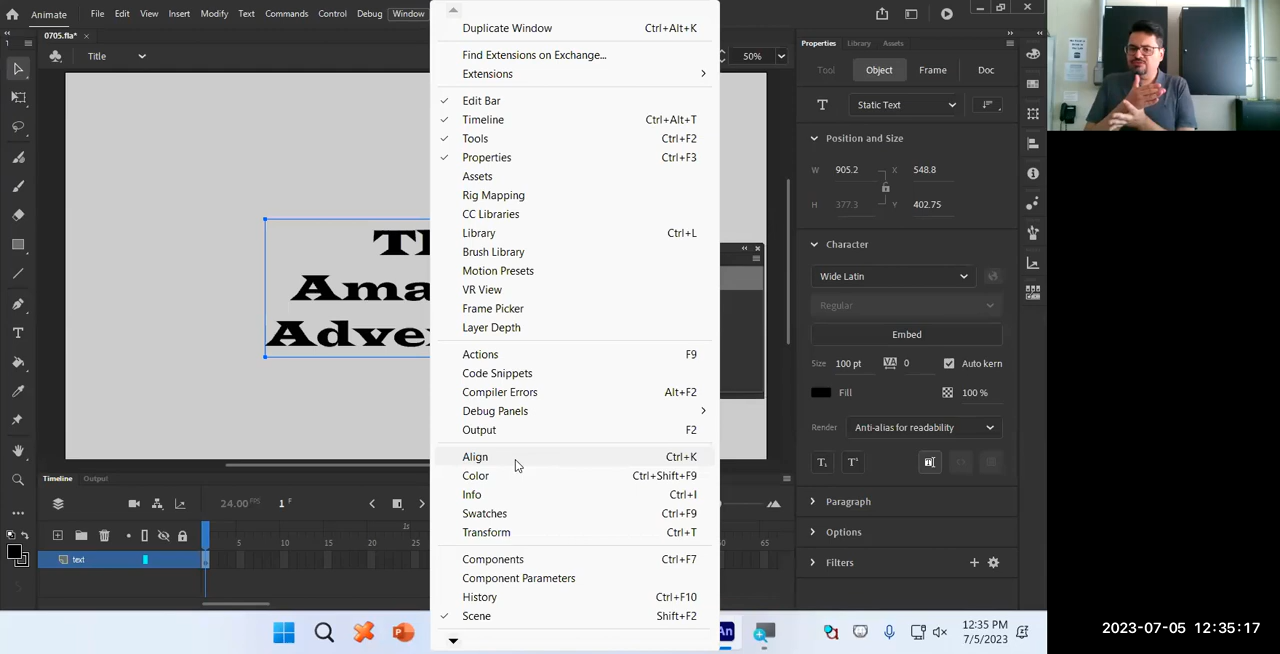 Animate
File
Edit
View
Insert
Modify
Text
Commands
Control
Debug
Window
0705.fla*
Title
50%
Duplicate Window Ctrl+Alt+K
Find Extensions on Exchange...
Extensions
Edit Bar
Timeline Ctrl+Alt+T
Tools Ctrl+F2
Properties Ctrl+F3
Assets
Rig Mapping
CC Libraries
Library Ctrl+L
Brush Library
Motion Presets
VR View
Frame Picker
Layer Depth
Actions F9
Code Snippets
Compiler Errors Alt+F2
Debug Panels
Output F2
Align Ctrl+K
Color Ctrl+Shift+F9
Info Ctrl+I
Swatches Ctrl+F9
Transform Ctrl+T
Components Ctrl+F7
Component Parameters
History Ctrl+F10
Scene Shift+F2
Th
Ama
Adve
Properties
Library
Assets
Tool
Object
Frame
Doc
T Static Text
Position and Size
W 905.2 X 548.8
H 377.3 Y 402.75
Character
Wide Latin
Regular
Embed
Size 100 pt VA 0 Auto kern
Fill 100 %
Render Anti-alias for readability
Paragraph
Options
Filters
Timeline
Output
24.00 FPS 1 F
1s
5 10 15 20 25 60 65
text
An
12:35 PM
7/5/2023
2023-07-05 12:35:17